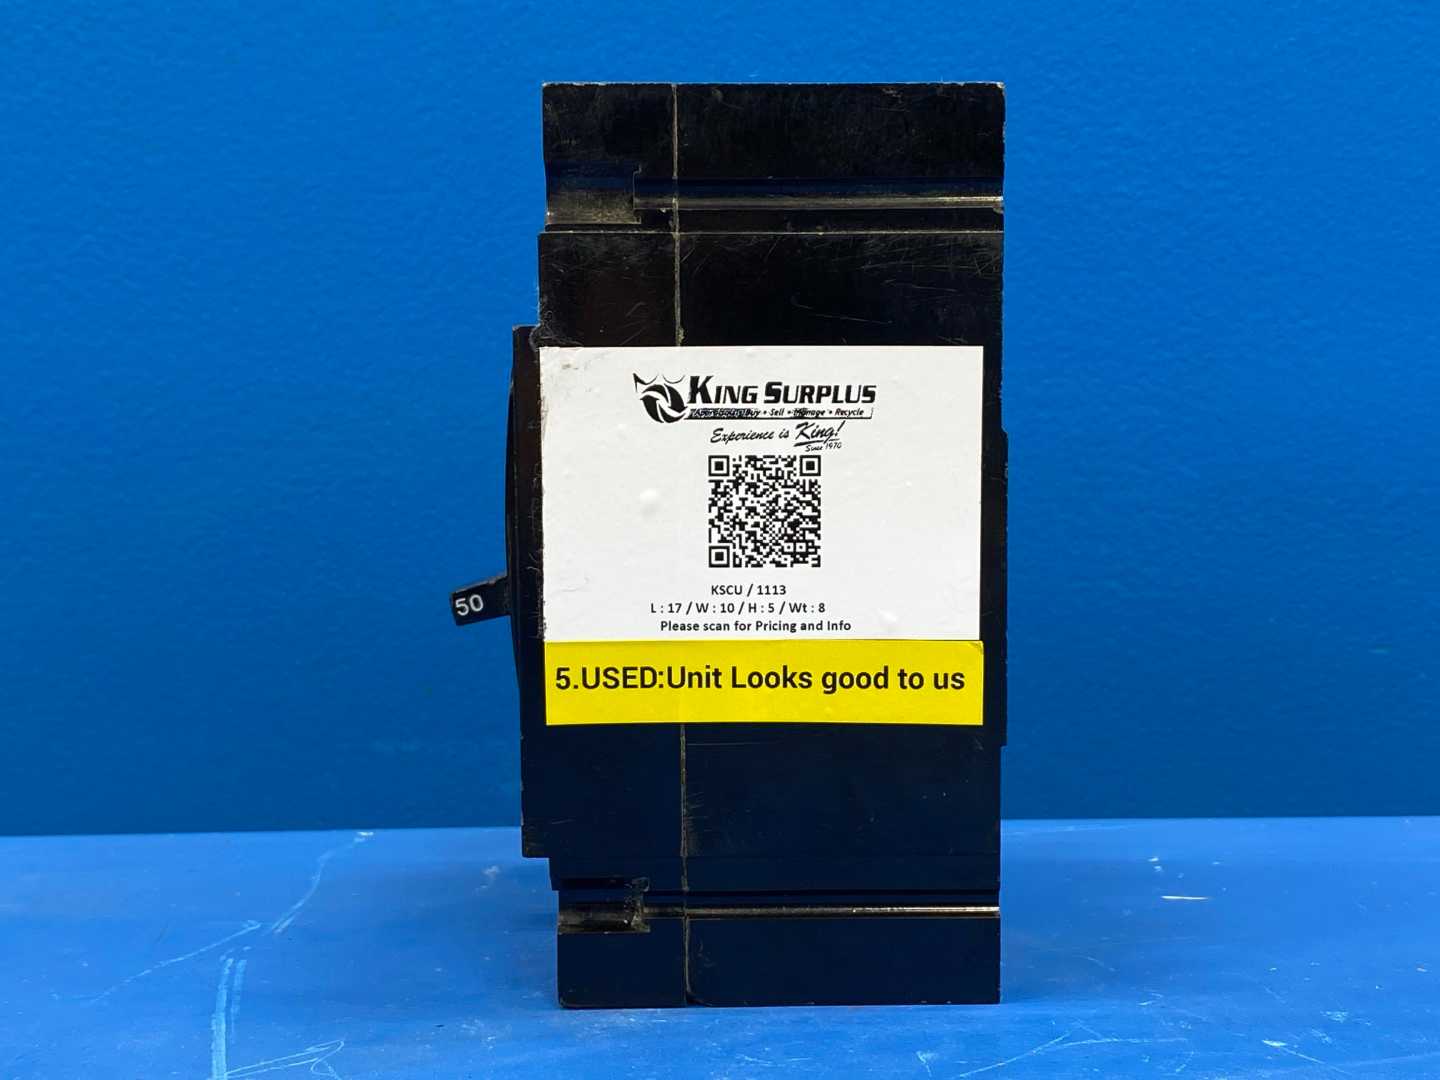 KING SURPLUS
Buy • Sell • Manage • Recycle
Experience is King!
Since 1970
KSCU / 1113
L : 17 / W : 10 / H : 5 / Wt : 8
Please scan for Pricing and Info
50
5.USED:Unit Looks good to us